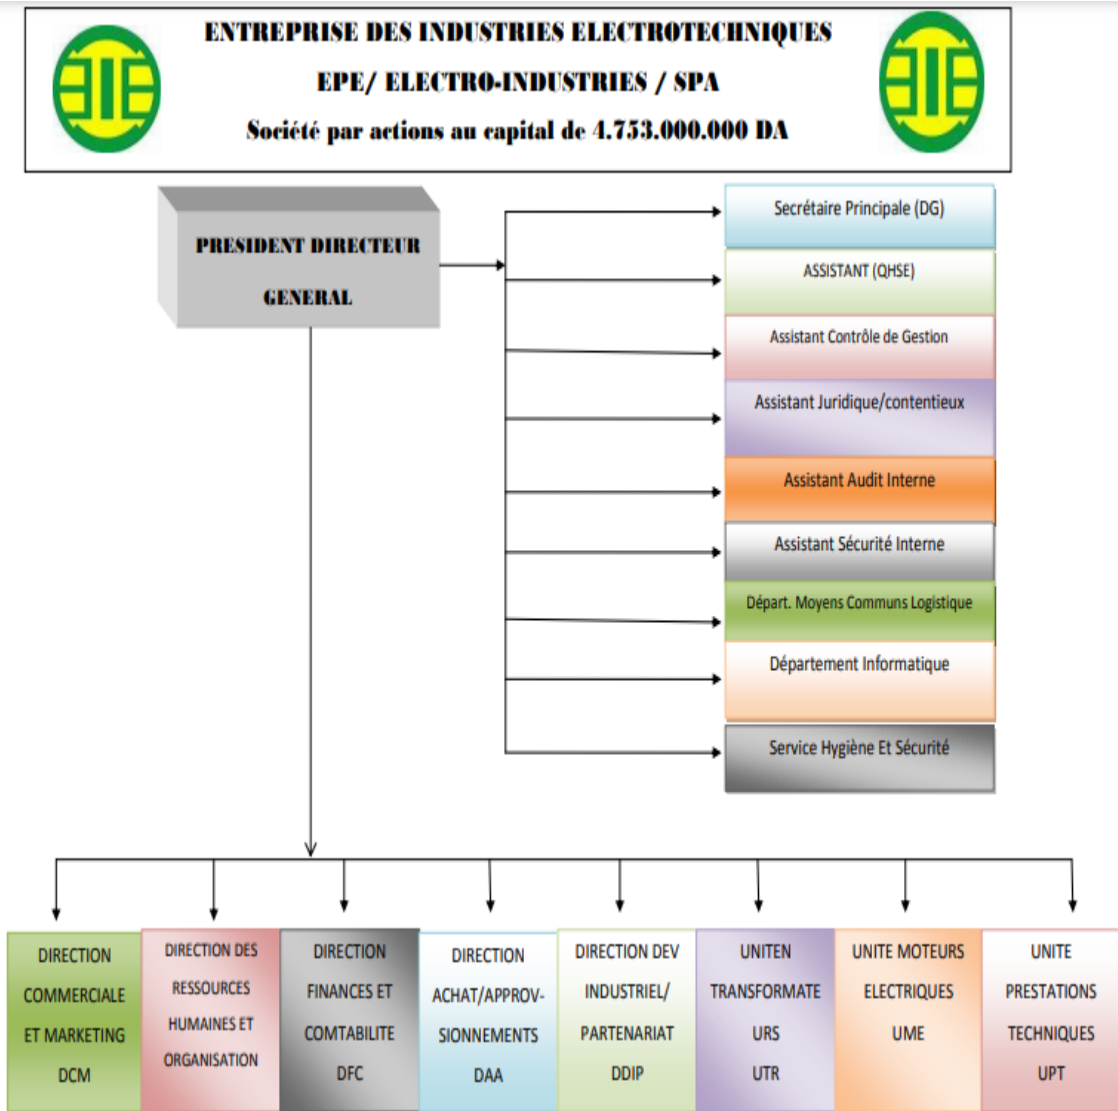 ENTREPRISE DES INDUSTRIES ELECTROTECHNIQUES
EPE/ ELECTRO-INDUSTRIES / SPA
Société par actions au capital de 4.753.000.000 DA
PRESIDENT DIRECTEUR
GENERAL
Secrétaire Principale (DG)
ASSISTANT (QHSE)
Assistant Contrôle de Gestion
Assistant Juridique/contentieux
Assistant Audit Interne
Assistant Sécurité Interne
Départ. Moyens Communs Logistique
Département Informatique
Service Hygiène Et Sécurité
DIRECTION
COMMERCIALE
ET MARKETING
DCM
DIRECTION DES
RESSOURCES
HUMAINES ET
ORGANISATION
DIRECTION
FINANCES ET
COMTABILITE
DFC
DIRECTION
ACHAT/APPROV-
SIONNEMENTS
DAA
DIRECTION DEV
INDUSTRIEL/
PARTENARIAT
DDIP
UNITEN
TRANSFORMATE
URS
UTR
UNITE MOTEURS
ELECTRIQUES
UME
UNITE
PRESTATIONS
TECHNIQUES
UPT